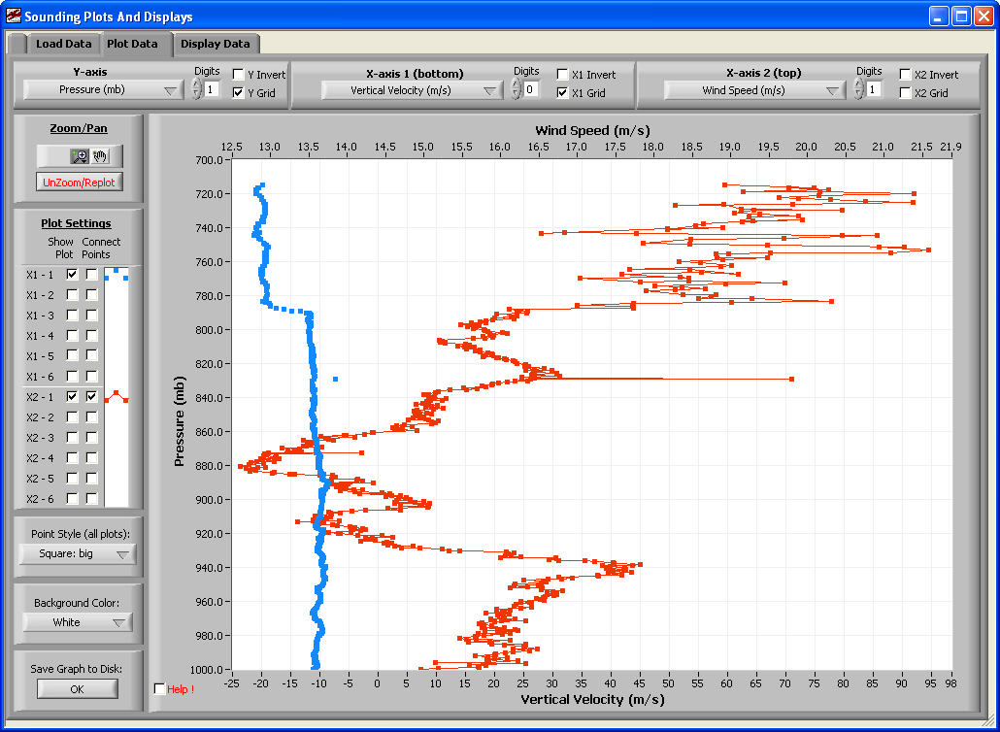 Sounding Plots And Displays
Load Data Plot Data Display Data
Y-axis Digits Y Invert X-axis 1 (bottom) Digits X1 Invert X-axis 2 (top) Digits X2 Invert
Pressure (mb) 1 Y Grid Vertical Velocity (m/s) 0 X1 Grid Wind Speed (m/s) 1 X2 Grid
Zoom/Pan
UnZoom/Replot
Plot Settings
Show Connect
Plot Points
X1 - 1
X1 - 2
X1 - 3
X1 - 4
X1 - 5
X1 - 6
X2 - 1
X2 - 2
X2 - 3
X2 - 4
X2 - 5
X2 - 6
Point Style (all plots):
Square: big
Background Color:
White
Save Graph to Disk:
OK
Wind Speed (m/s)
12.5 13.0 13.5 14.0 14.5 15.0 15.5 16.0 16.5 17.0 17.5 18.0 18.5 19.0 19.5 20.0 20.5 21.0 21.5 21.9
Pressure (mb)
700.0
720.0
740.0
760.0
780.0
800.0
820.0
840.0
860.0
880.0
900.0
920.0
940.0
960.0
980.0
1000.0
-25 -20 -15 -10 -5 0 5 10 15 20 25 30 35 40 45 50 55 60 65 70 75 80 85 90 95 98
Help !
Vertical Velocity (m/s)